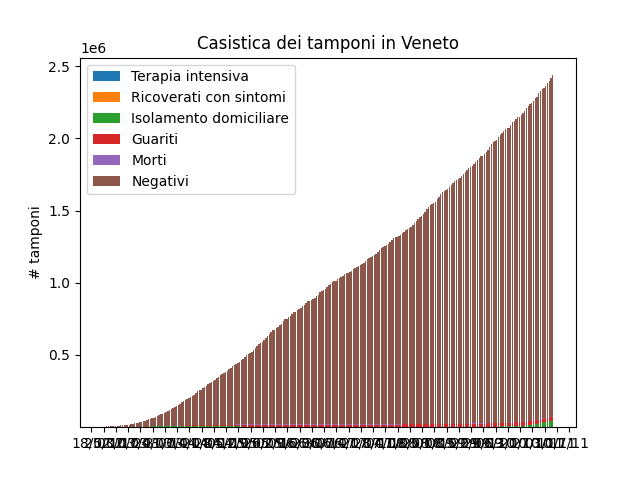 Casistica dei tamponi in Veneto
1e6
2.5
2.0
1.5
1.0
0.5
# tamponi
Terapia intensiva
Ricoverati con sintomi
Isolamento domiciliare
Guariti
Morti
Negativi